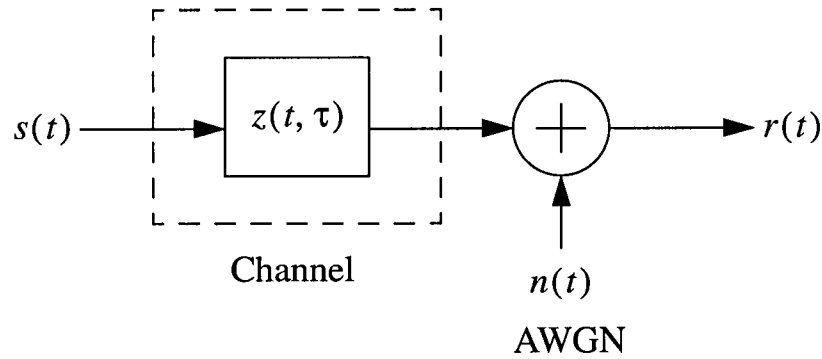 s(t)
z(t, τ)
r(t)
Channel
n(t)
AWGN